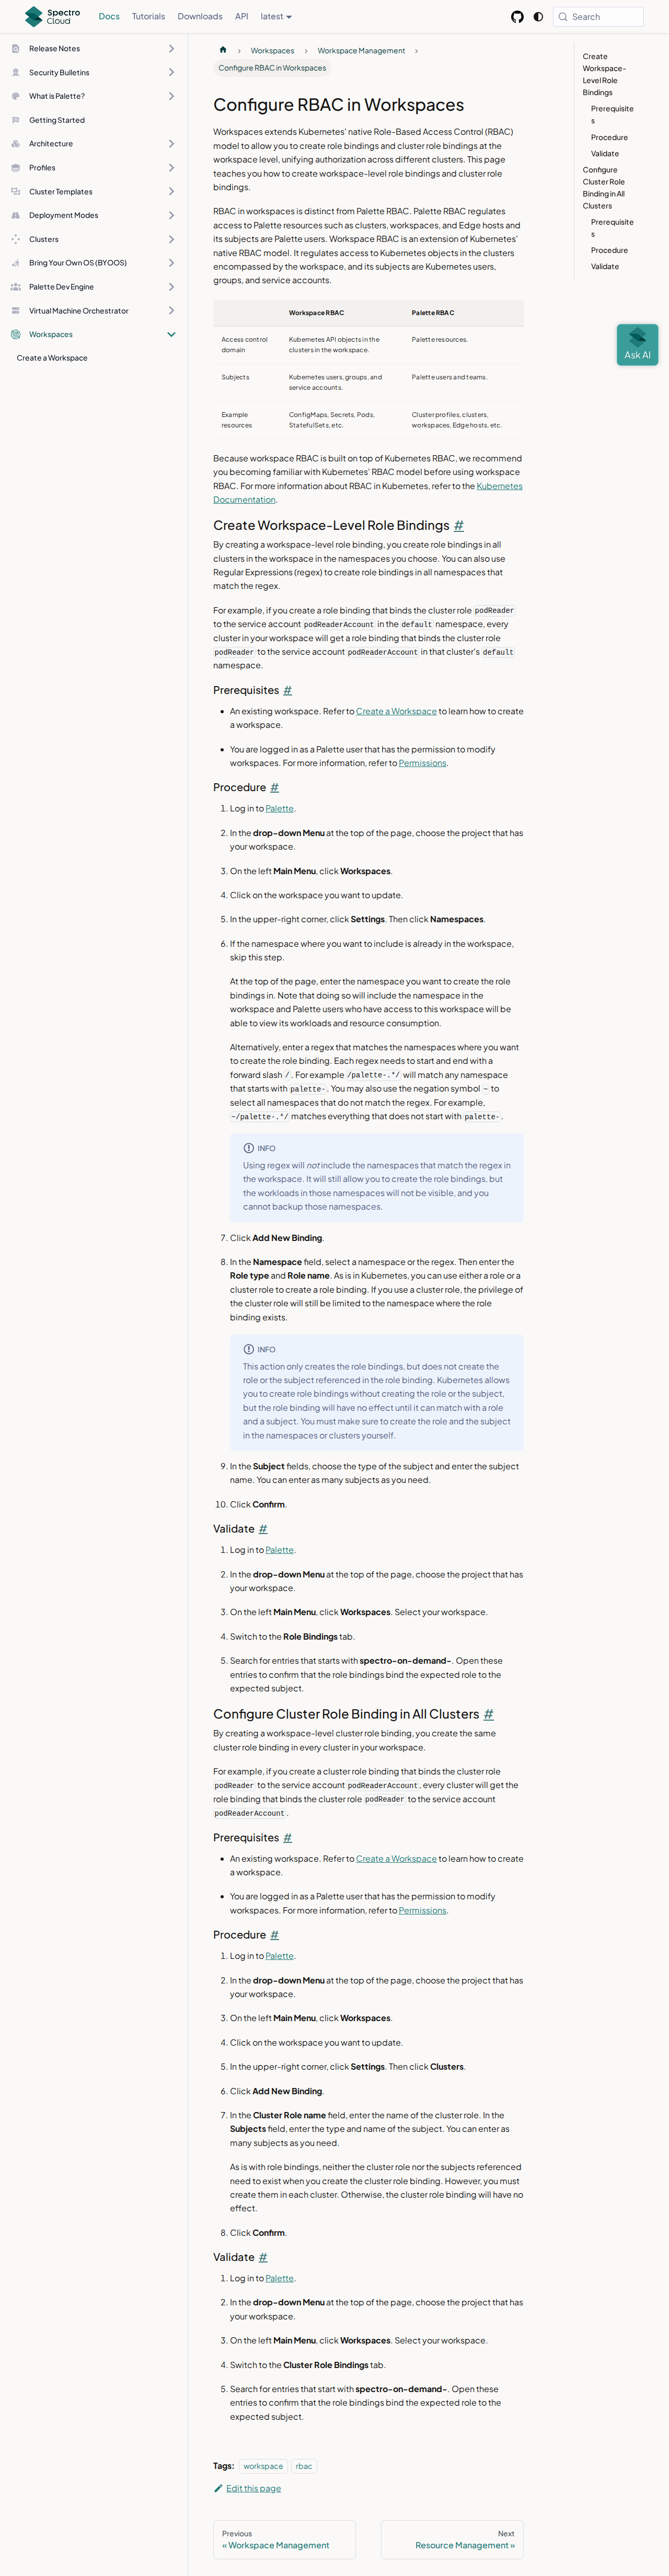 Spectro
Cloud
Docs
Tutorials
Downloads
API
latest
Search
Release Notes
Security Bulletins
What is Palette?
Getting Started
Architecture
Profiles
Cluster Templates
Deployment Modes
Clusters
Bring Your Own OS (BYOOS)
Palette Dev Engine
Virtual Machine Orchestrator
Workspaces
Create a Workspace
Workspaces › Workspace Management ›
Configure RBAC in Workspaces
Configure RBAC in Workspaces
Workspaces extends Kubernetes' native Role-Based Access Control (RBAC)
model to allow you to create role bindings and cluster role bindings at the
workspace level, unifying authorization across different clusters. This page
teaches you how to create workspace-level role bindings and cluster role
bindings.
RBAC in workspaces is distinct from Palette RBAC. Palette RBAC regulates
access to Palette resources such as clusters, workspaces, and Edge hosts and
its subjects are Palette users. Workspace RBAC is an extension of Kubernetes'
native RBAC model. It regulates access to Kubernetes objects in the clusters
encompassed by the workspace, and its subjects are Kubernetes users,
groups, and service accounts.
Workspace RBAC
Palette RBAC
Access control
domain
Kubernetes API objects in the
clusters in the workspace.
Palette resources.
Subjects
Kubernetes users, groups, and
service accounts.
Palette users and teams.
Example
resources
ConfigMaps, Secrets, Pods,
StatefulSets, etc.
Cluster profiles, clusters,
workspaces, Edge hosts, etc.
Because workspace RBAC is built on top of Kubernetes RBAC, we recommend
you becoming familiar with Kubernetes' RBAC model before using workspace
RBAC. For more information about RBAC in Kubernetes, refer to the Kubernetes
Documentation.
Create Workspace-Level Role Bindings #
By creating a workspace-level role binding, you create role bindings in all
clusters in the workspace in the namespaces you choose. You can also use
Regular Expressions (regex) to create role bindings in all namespaces that
match the regex.
For example, if you create a role binding that binds the cluster role podReader
to the service account podReaderAccount in the default namespace, every
cluster in your workspace will get a role binding that binds the cluster role
podReader to the service account podReaderAccount in that cluster's default
namespace.
Prerequisites #
• An existing workspace. Refer to Create a Workspace to learn how to create
a workspace.
• You are logged in as a Palette user that has the permission to modify
workspaces. For more information, refer to Permissions.
Procedure #
1. Log in to Palette.
2. In the drop-down Menu at the top of the page, choose the project that has
your workspace.
3. On the left Main Menu, click Workspaces.
4. Click on the workspace you want to update.
5. In the upper-right corner, click Settings. Then click Namespaces.
6. If the namespace where you want to include is already in the workspace,
skip this step.
At the top of the page, enter the namespace you want to create the role
bindings in. Note that doing so will include the namespace in the
workspace and Palette users who have access to this workspace will be
able to view its workloads and resource consumption.
Alternatively, enter a regex that matches the namespaces where you want
to create the role binding. Each regex needs to start and end with a
forward slash /. For example /palette-.*/ will match any namespace
that starts with palette-. You may also use the negation symbol ~ to
select all namespaces that do not match the regex. For example,
~/palette-.*/ matches everything that does not start with palette-.
INFO
Using regex will not include the namespaces that match the regex in
the workspace. It will still allow you to create the role bindings, but
the workloads in those namespaces will not be visible, and you
cannot backup those namespaces.
7. Click Add New Binding.
8. In the Namespace field, select a namespace or the regex. Then enter the
Role type and Role name. As is in Kubernetes, you can use either a role or a
cluster role to create a role binding. If you use a cluster role, the privilege of
the cluster role will still be limited to the namespace where the role
binding exists.
INFO
This action only creates the role bindings, but does not create the
role or the subject referenced in the role binding. Kubernetes allows
you to create role bindings without creating the role or the subject,
but the role binding will have no effect until it can match with a role
and a subject. You must make sure to create the role and the subject
in the namespaces or clusters yourself.
9. In the Subject fields, choose the type of the subject and enter the subject
name. You can enter as many subjects as you need.
10. Click Confirm.
Validate #
1. Log in to Palette.
2. In the drop-down Menu at the top of the page, choose the project that has
your workspace.
3. On the left Main Menu, click Workspaces. Select your workspace.
4. Switch to the Role Bindings tab.
5. Search for entries that starts with spectro-on-demand-. Open these
entries to confirm that the role bindings bind the expected role to the
expected subject.
Configure Cluster Role Binding in All Clusters #
By creating a workspace-level cluster role binding, you create the same
cluster role binding in every cluster in your workspace.
For example, if you create a cluster role binding that binds the cluster role
podReader to the service account podReaderAccount, every cluster will get the
role binding that binds the cluster role podReader to the service account
podReaderAccount.
Prerequisites #
• An existing workspace. Refer to Create a Workspace to learn how to create
a workspace.
• You are logged in as a Palette user that has the permission to modify
workspaces. For more information, refer to Permissions.
Procedure #
1. Log in to Palette.
2. In the drop-down Menu at the top of the page, choose the project that has
your workspace.
3. On the left Main Menu, click Workspaces.
4. Click on the workspace you want to update.
5. In the upper-right corner, click Settings. Then click Clusters.
6. Click Add New Binding.
7. In the Cluster Role name field, enter the name of the cluster role. In the
Subjects field, enter the type and name of the subject. You can enter as
many subjects as you need.
As is with role bindings, neither the cluster role nor the subjects referenced
need to exist when you create the cluster role binding. However, you must
create them in each cluster. Otherwise, the cluster role binding will have no
effect.
8. Click Confirm.
Validate #
1. Log in to Palette.
2. In the drop-down Menu at the top of the page, choose the project that has
your workspace.
3. On the left Main Menu, click Workspaces. Select your workspace.
4. Switch to the Cluster Role Bindings tab.
5. Search for entries that start with spectro-on-demand-. Open these
entries to confirm that the role bindings bind the expected role to the
expected subject.
Tags: workspace rbac
Edit this page
Previous
« Workspace Management
Next
Resource Management »
Create
Workspace-
Level Role
Bindings
Prerequisite
s
Procedure
Validate
Configure
Cluster Role
Binding in All
Clusters
Prerequisite
s
Procedure
Validate
Ask AI